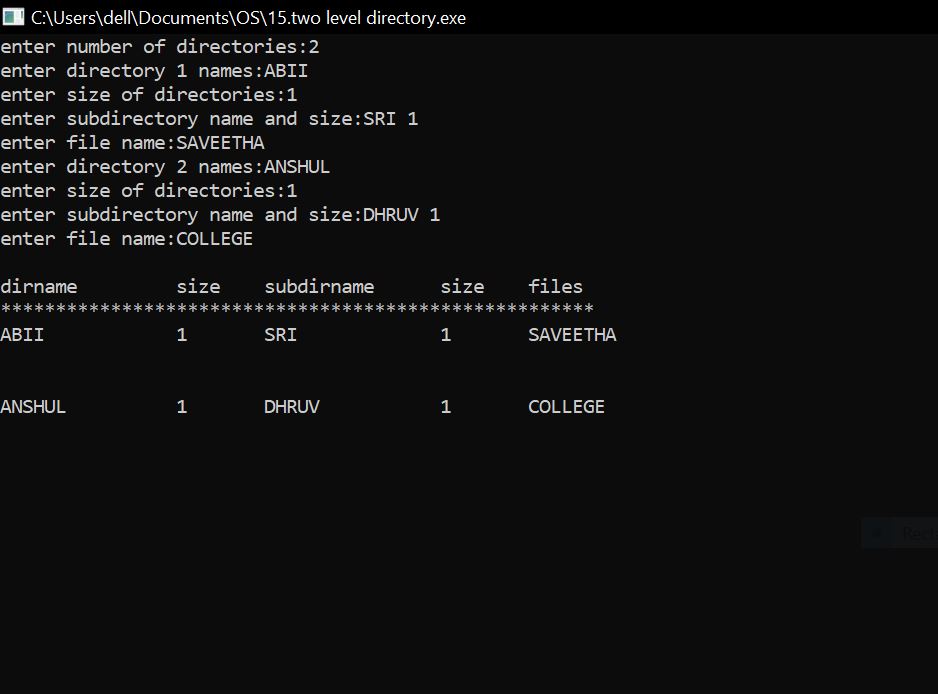 C:\Users\dell\Documents\OS\15.two level directory.exe
enter number of directories:2
enter directory 1 names:ABII
enter size of directories:1
enter subdirectory name and size:SRI 1
enter file name:SAVEETHA
enter directory 2 names:ANSHUL
enter size of directories:1
enter subdirectory name and size:DHRUV 1
enter file name:COLLEGE
dirname size subdirname size files
******************************************************
ABII 1 SRI 1 SAVEETHA
ANSHUL 1 DHRUV 1 COLLEGE